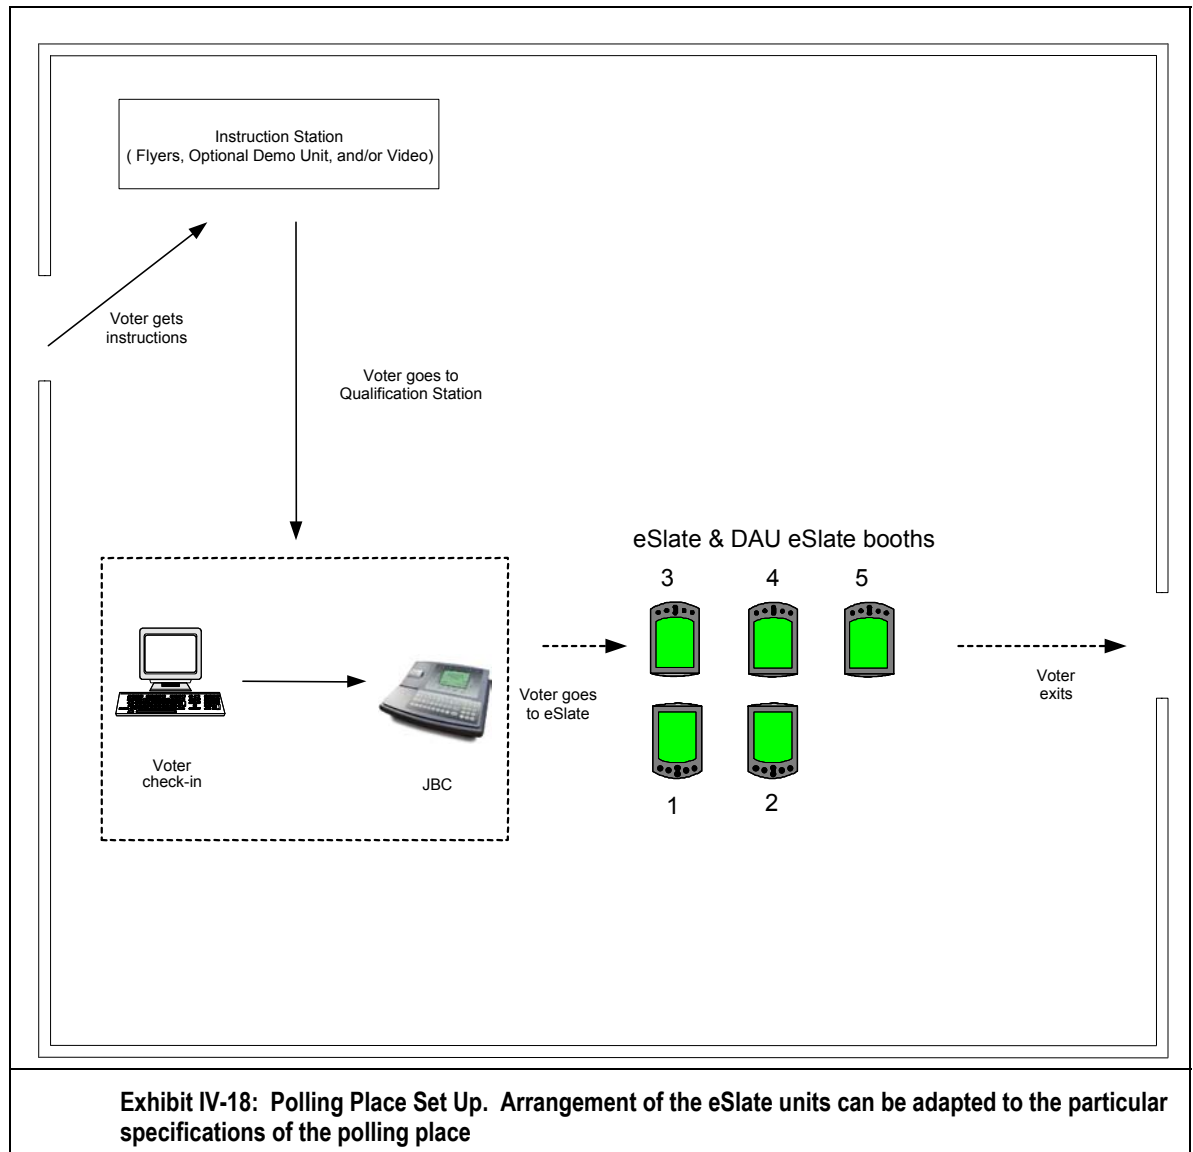 Instruction Station
( Flyers, Optional Demo Unit, and/or Video)
Voter gets
instructions
Voter goes to
Qualification Station
eSlate & DAU eSlate booths
3 4 5
Voter goes
to eSlate
Voter
exits
Voter
check-in
JBC
1 2
Exhibit IV-18: Polling Place Set Up. Arrangement of the eSlate units can be adapted to the particular
specifications of the polling place